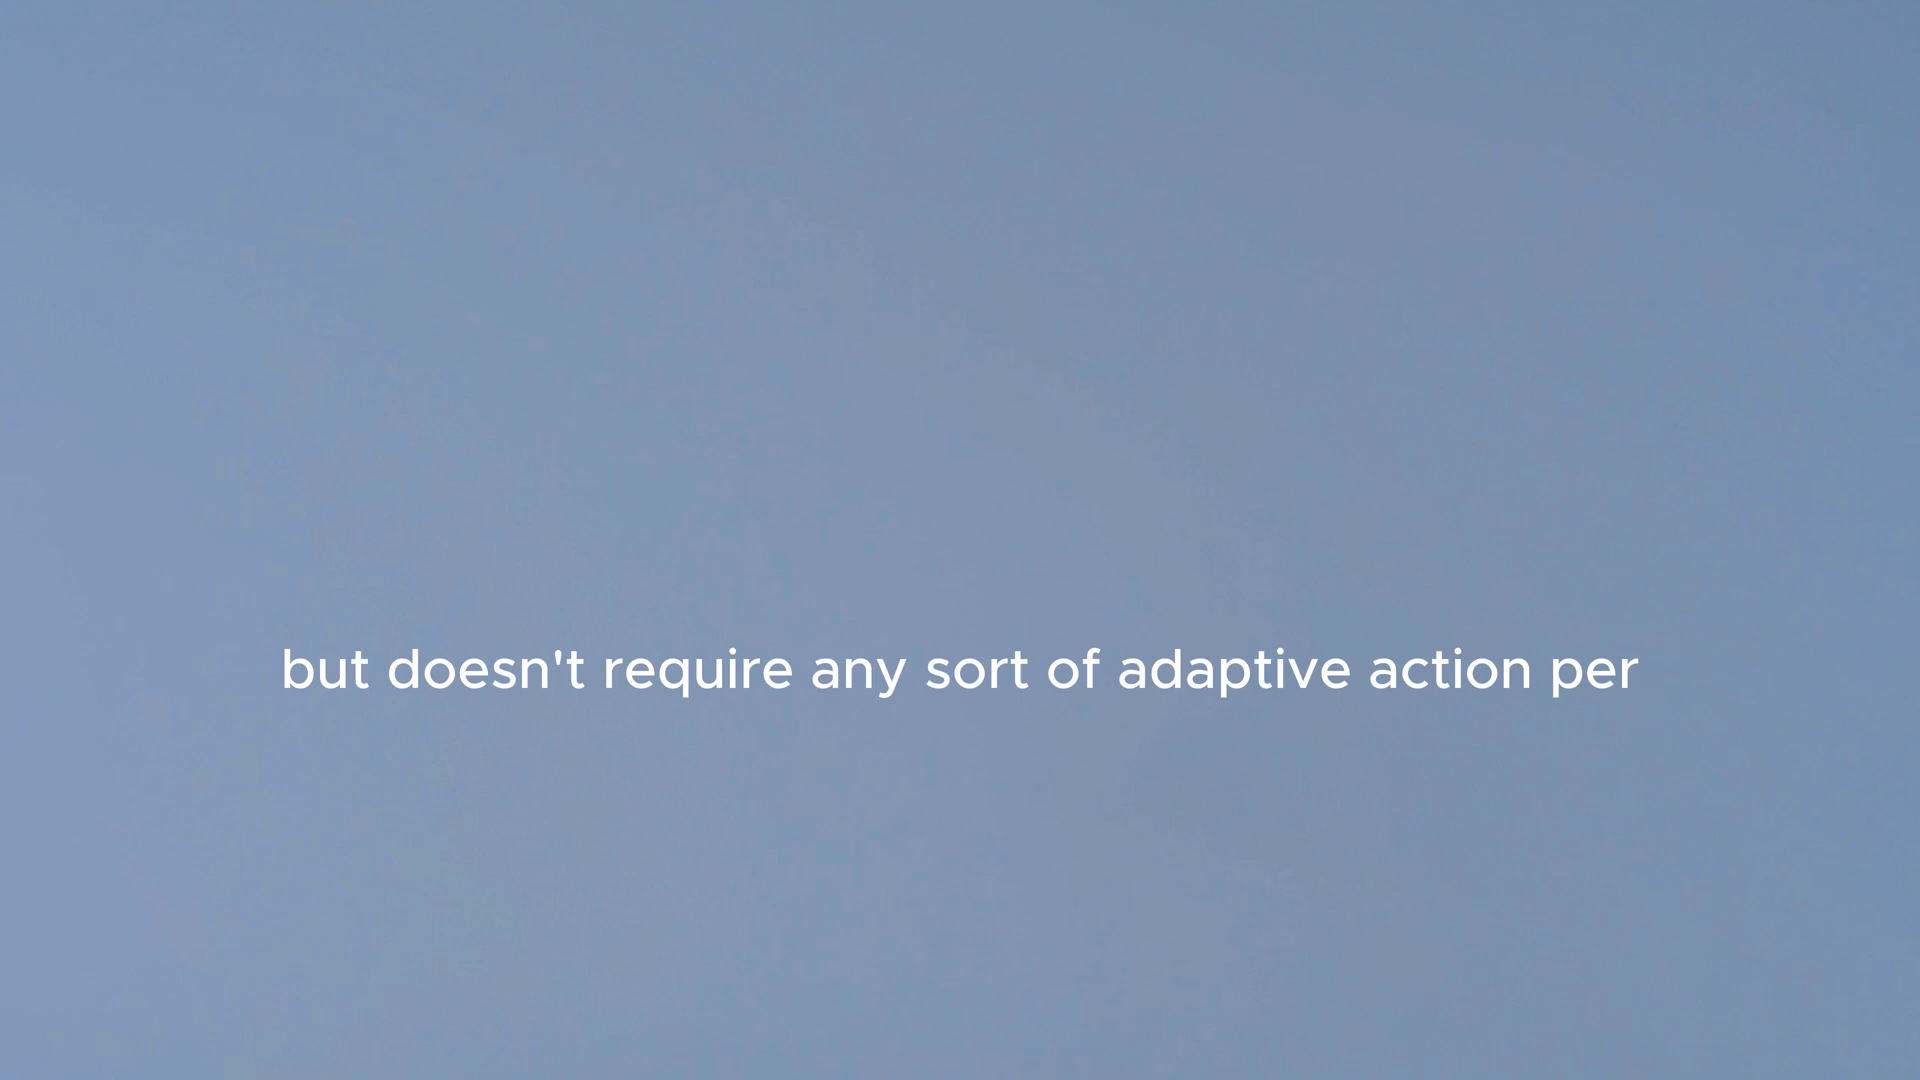 but doesn't require any sort of adaptive action per